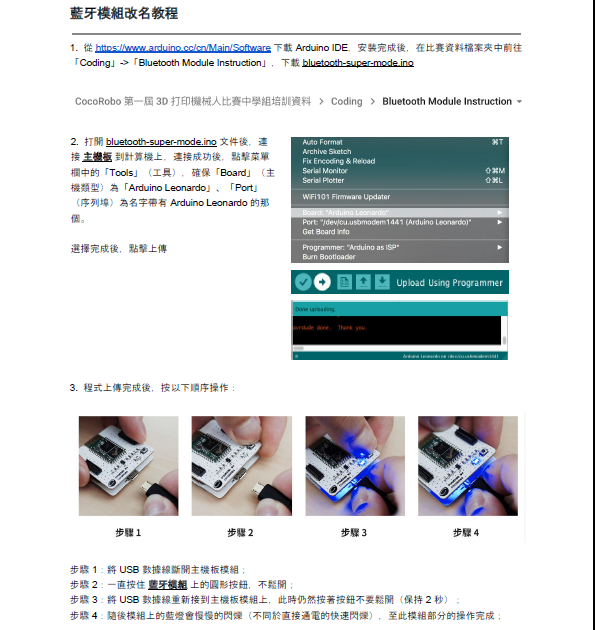 藍牙模組改名教程
1. 從 https://www.arduino.cc/en/Main/Software 下載 Arduino IDE，安裝完成後，在比賽資料檔案夾中前往
「Coding」->「Bluetooth Module Instruction」，下載 bluetooth-super-mode.ino
CocoRobo 第一屆 3D 打印機械人比賽中學組培訓資料 > Coding > Bluetooth Module Instruction
2. 打開 bluetooth-super-mode.ino 文件後，連
接 主機板 到計算機上，連接成功後，點擊菜單
欄中的「Tools」（工具），確保「Board」（主
機類型）為「Arduino Leonardo」、「Port」
（序列埠）為名字帶有 Arduino Leonardo 的那
個。
選擇完成後，點擊上傳
Auto Format ⌘T
Archive Sketch
Fix Encoding & Reload
Serial Monitor ⇧⌘M
Serial Plotter ⇧⌘L
WiFi101 Firmware Updater
Board: "Arduino Leonardo"
Port: "/dev/cu.usbmodem1441 (Arduino Leonardo)"
Get Board Info
Programmer: "Arduino as ISP"
Burn Bootloader
Upload Using Programmer
Done uploading.
avrdude done. Thank you.
Arduino Leonardo on /dev/cu.usbmodem1441
3. 程式上傳完成後，按以下順序操作：
步驟 1
步驟 2
步驟 3
步驟 4
步驟 1：將 USB 數據線斷開主機板模組；
步驟 2：一直按住 藍牙模組 上的圓形按鈕，不鬆開；
步驟 3：將 USB 數據線重新接到主機板模組上，此時仍然按著按鈕不要鬆開（保持 2 秒）；
步驟 4：隨後模組上的藍燈會慢慢的閃爍（不同於直接通電的快速閃爍），至此模組部分的操作完成；